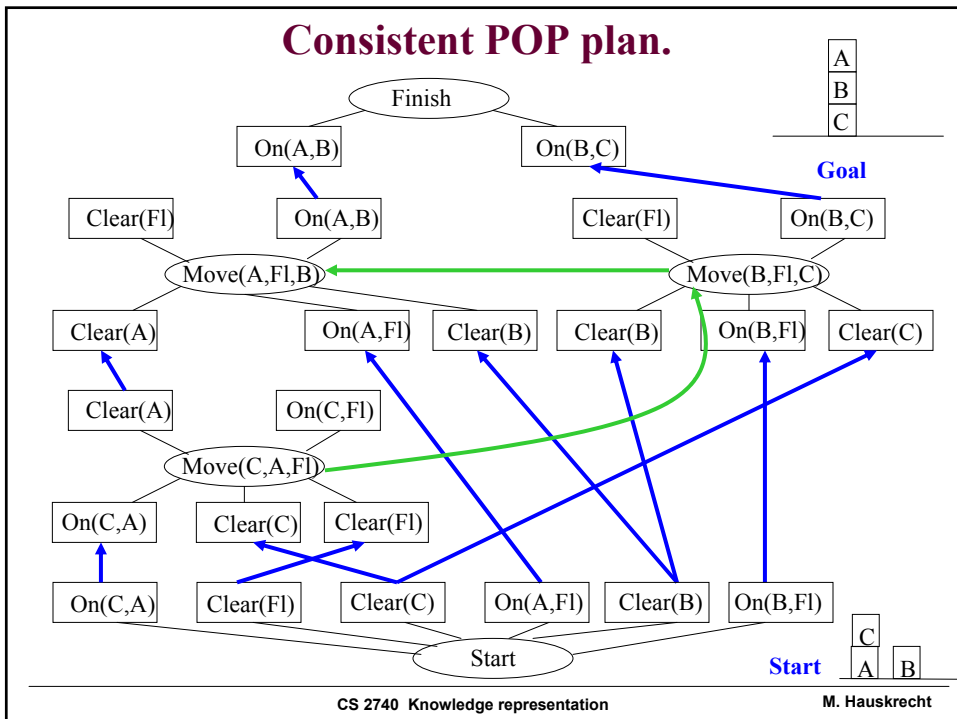 Consistent POP plan.
A
B
C
Finish
On(A,B)
On(B,C)
Goal
Clear(Fl)
On(A,B)
Clear(Fl)
On(B,C)
Move(A,Fl,B)
Move(B,Fl,C)
Clear(A)
On(A,Fl)
Clear(B)
Clear(B)
On(B,Fl)
Clear(C)
Clear(A)
On(C,Fl)
Move(C,A,Fl)
On(C,A)
Clear(C)
Clear(Fl)
On(C,A)
Clear(Fl)
Clear(C)
On(A,Fl)
Clear(B)
On(B,Fl)
Start
Start
C
A
B
CS 2740 Knowledge representation
M. Hauskrecht